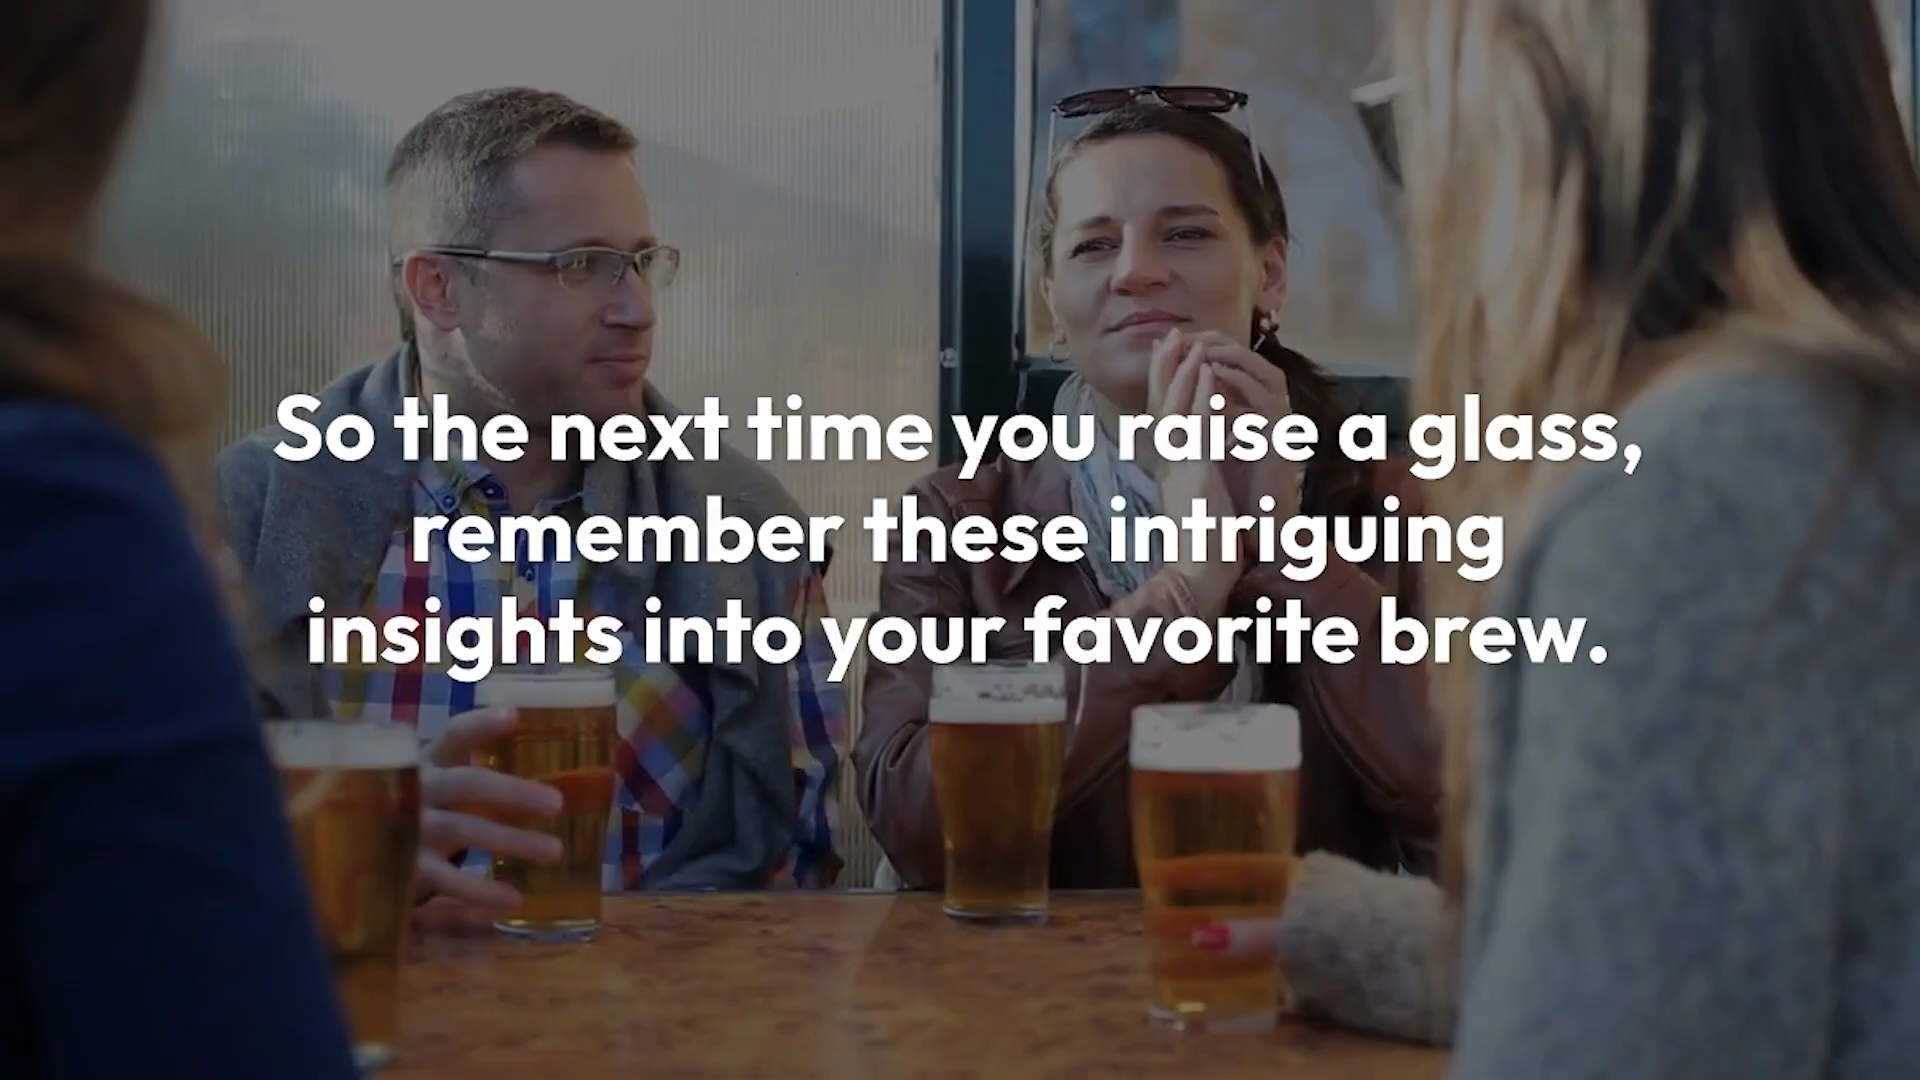 So the next time you raise a glass,
remember these intriguing
insights into your favorite brew.